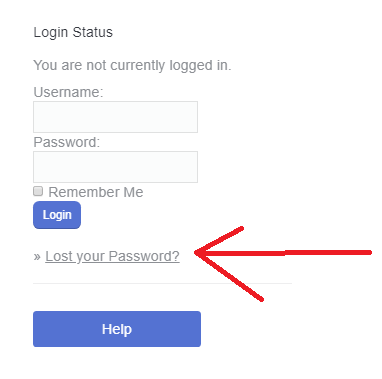 Login Status
You are not currently logged in.
Username:
Password:
Remember Me
Login
» Lost your Password?
Help